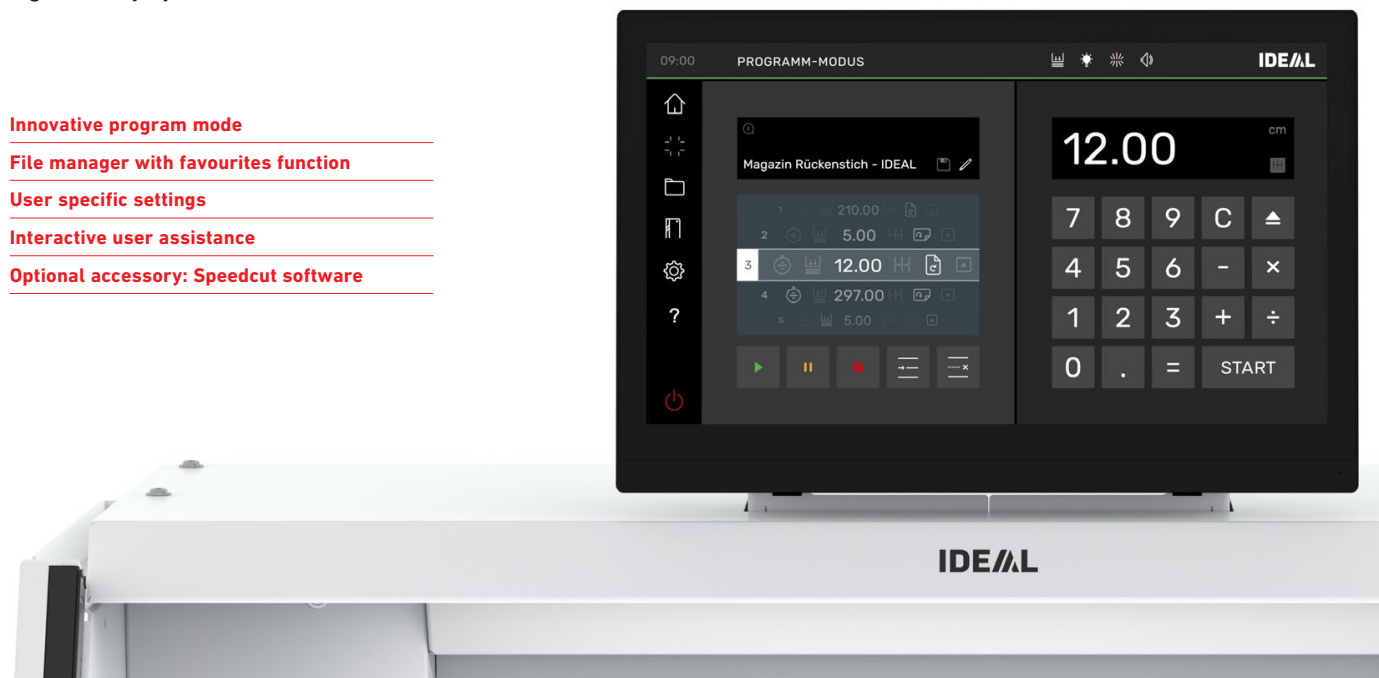 Innovative program mode
File manager with favourites function
User specific settings
Interactive user assistance
Optional accessory: Speedcut software
09:00 PROGRAMM-MODUS IDEAL
Magazin Rückenstich - IDEAL
1 210.00
2 5.00
3 12.00
4 297.00
5 5.00
?
12.00 cm
7 8 9 C
4 5 6 - ×
1 2 3 + ÷
0 . = START
IDEAL